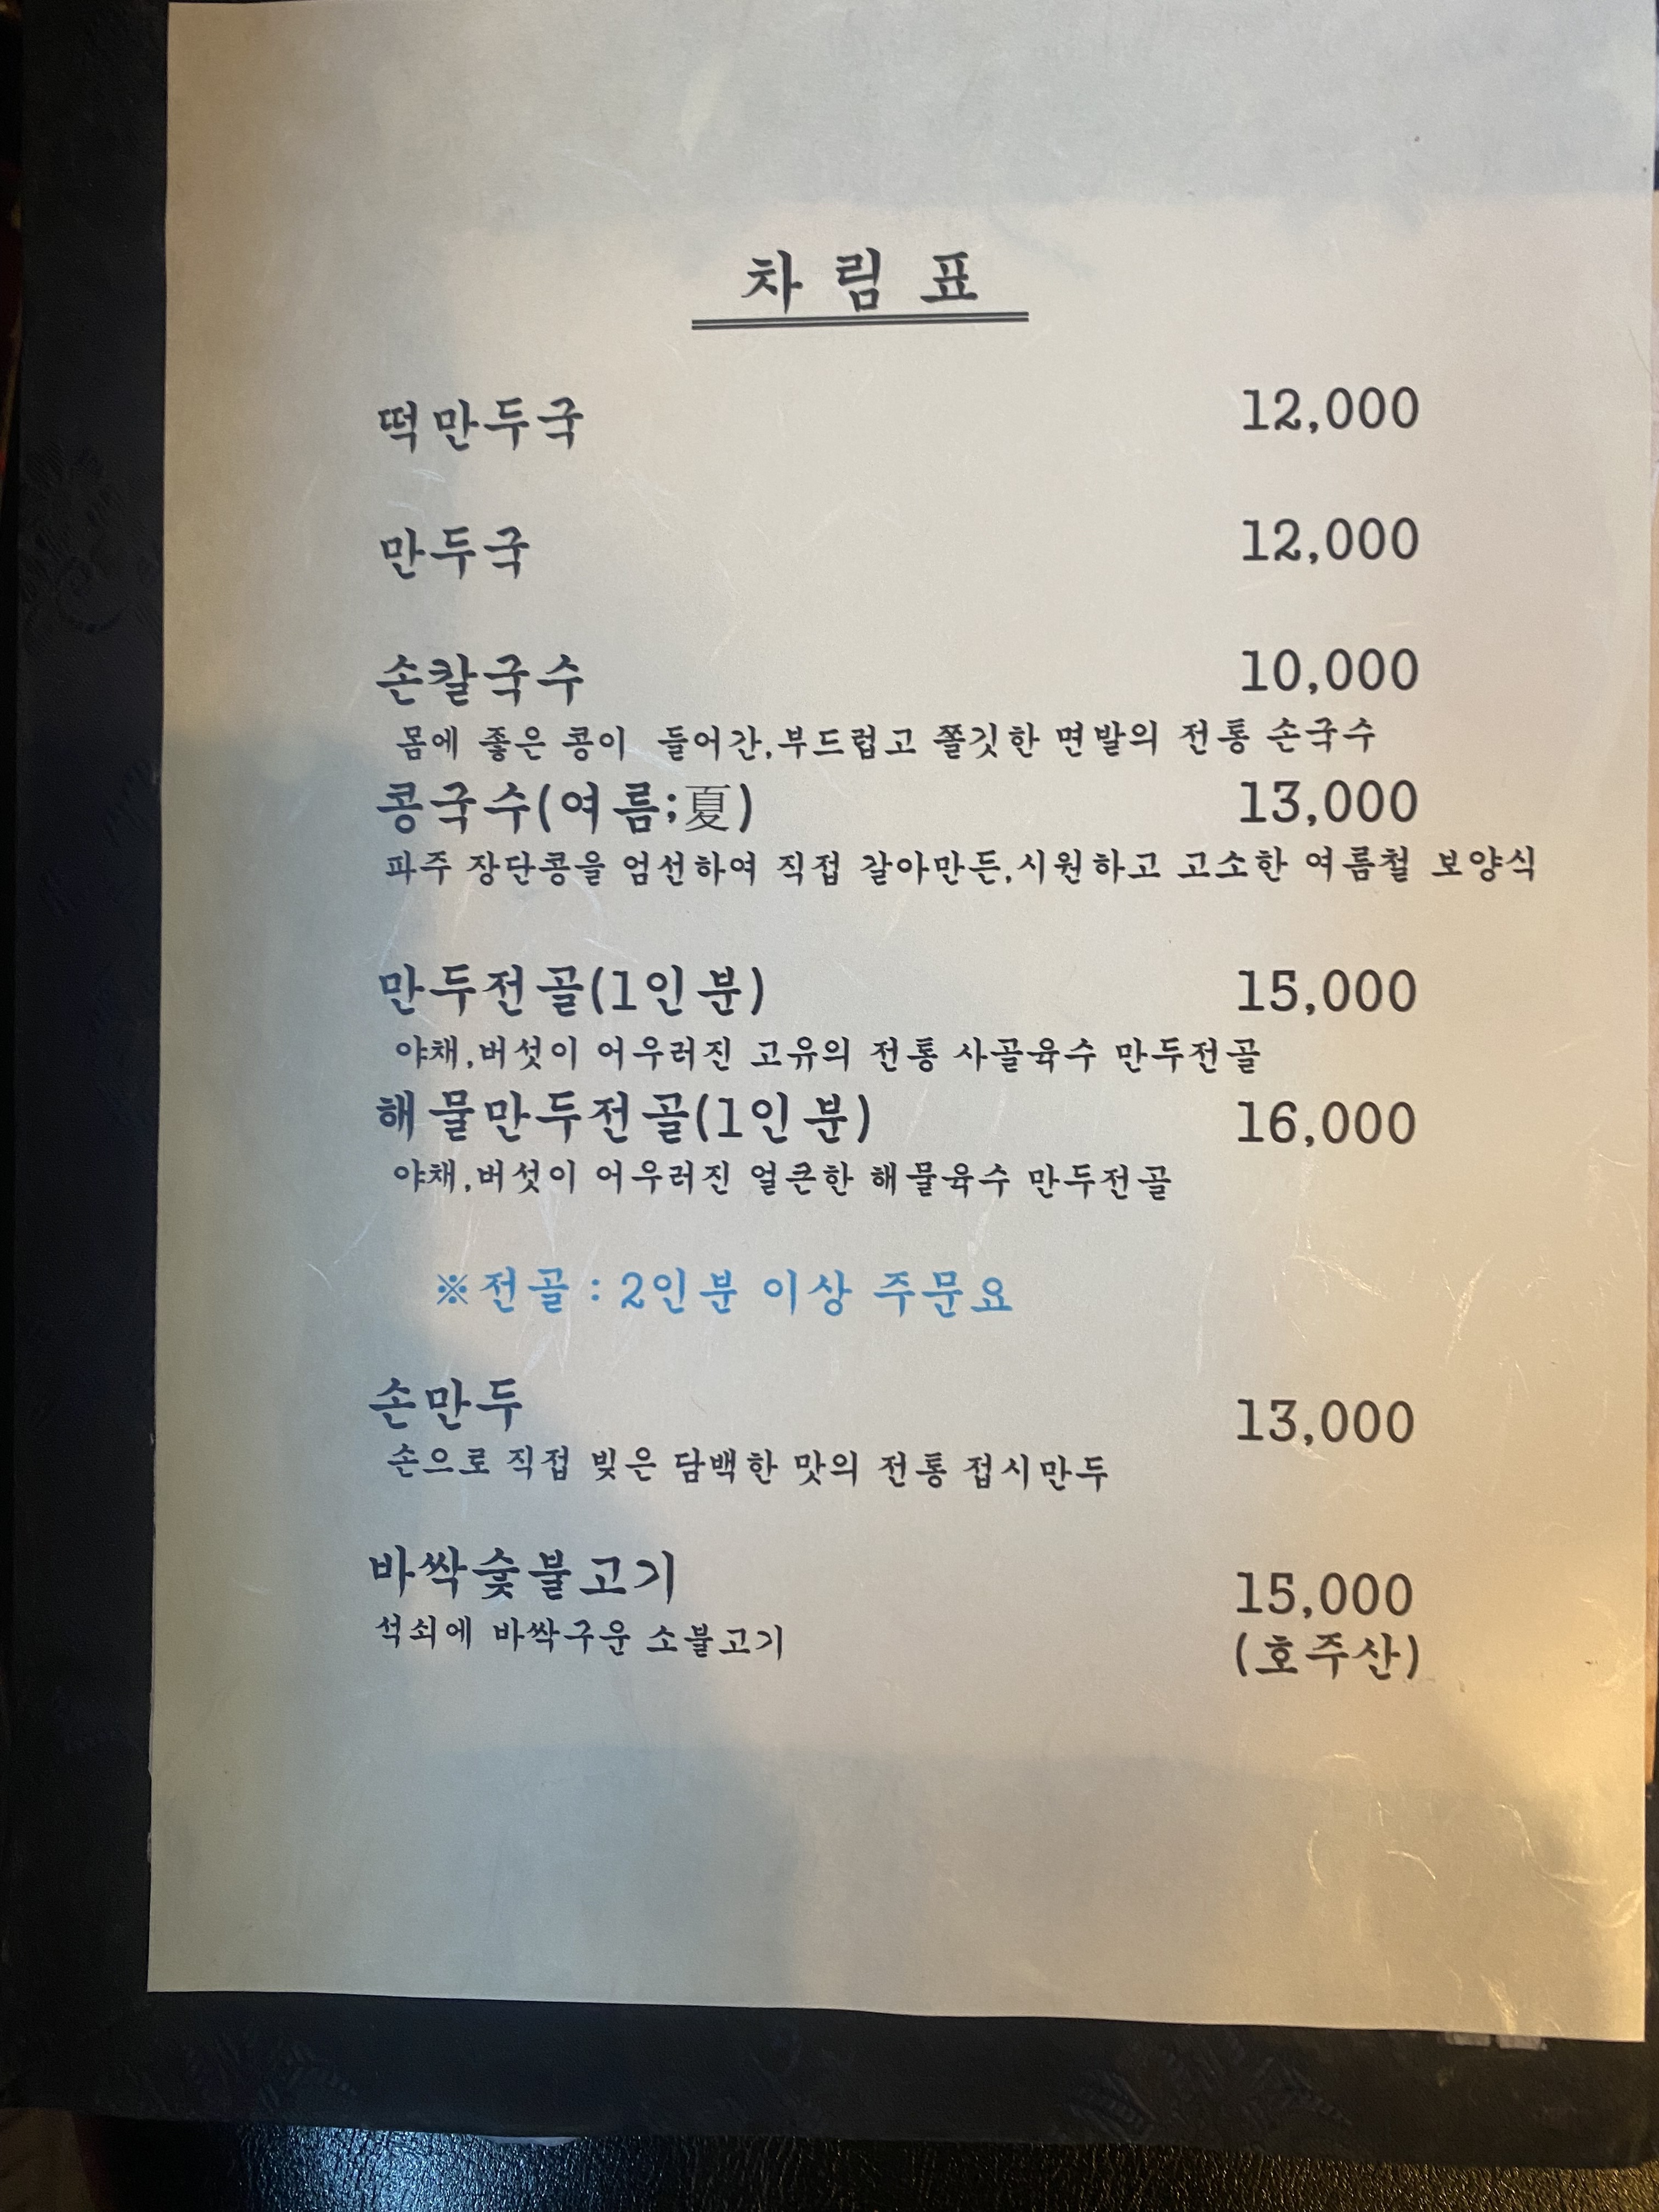 차 림 표
떡만두국 12,000
만두국 12,000
손칼국수 10,000
몸에 좋은 콩이 들어간,부드럽고 쫄깃한 면발의 전통 손국수
콩국수(여름;夏) 13,000
파주 장단콩을 엄선하여 직접 갈아만든,시원하고 고소한 여름철 보양식
만두전골(1인분) 15,000
야채,버섯이 어우러진 고유의 전통 사골육수 만두전골
해물만두전골(1인분) 16,000
야채,버섯이 어우러진 얼큰한 해물육수 만두전골
※전골 : 2인분 이상 주문요
손만두 13,000
손으로 직접 빚은 담백한 맛의 전통 접시만두
바싹숯불고기 15,000
석쇠에 바싹구운 소불고기 (호주산)